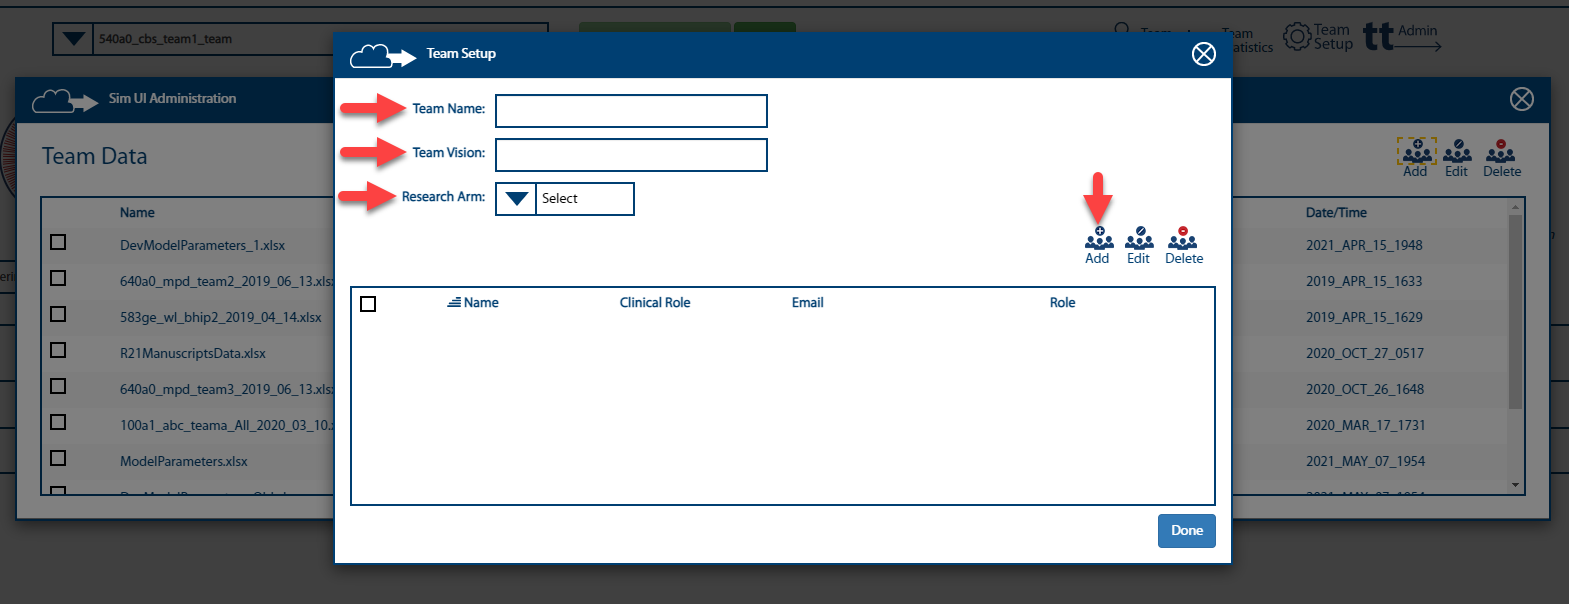 540a0_cbs_team1_team
Team
Statistics
Team
Setup
tt
Admin
Team Setup
Sim UI Administration
Team Data
Add
Edit
Delete
Team Name:
Team Vision:
Research Arm:
Select
Add
Edit
Delete
Name
Date/Time
DevModelParameters_1.xlsx
2021_APR_15_1948
640a0_mpd_team2_2019_06_13.xls
2019_APR_15_1633
583ge_wl_bhip2_2019_04_14.xlsx
2019_APR_15_1629
R21ManuscriptsData.xlsx
2020_OCT_27_0517
640a0_mpd_team3_2019_06_13.xls
2020_OCT_26_1648
100a1_abc_teama_All_2020_03_10.
2020_MAR_17_1731
ModelParameters.xlsx
2021_MAY_07_1954
Name
Clinical Role
Email
Role
Done